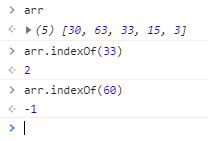 > arr
<· ▶ (5) [30, 63, 33, 15, 3]
> arr.indexOf(33)
<· 2
> arr.indexOf(60)
<· -1
>